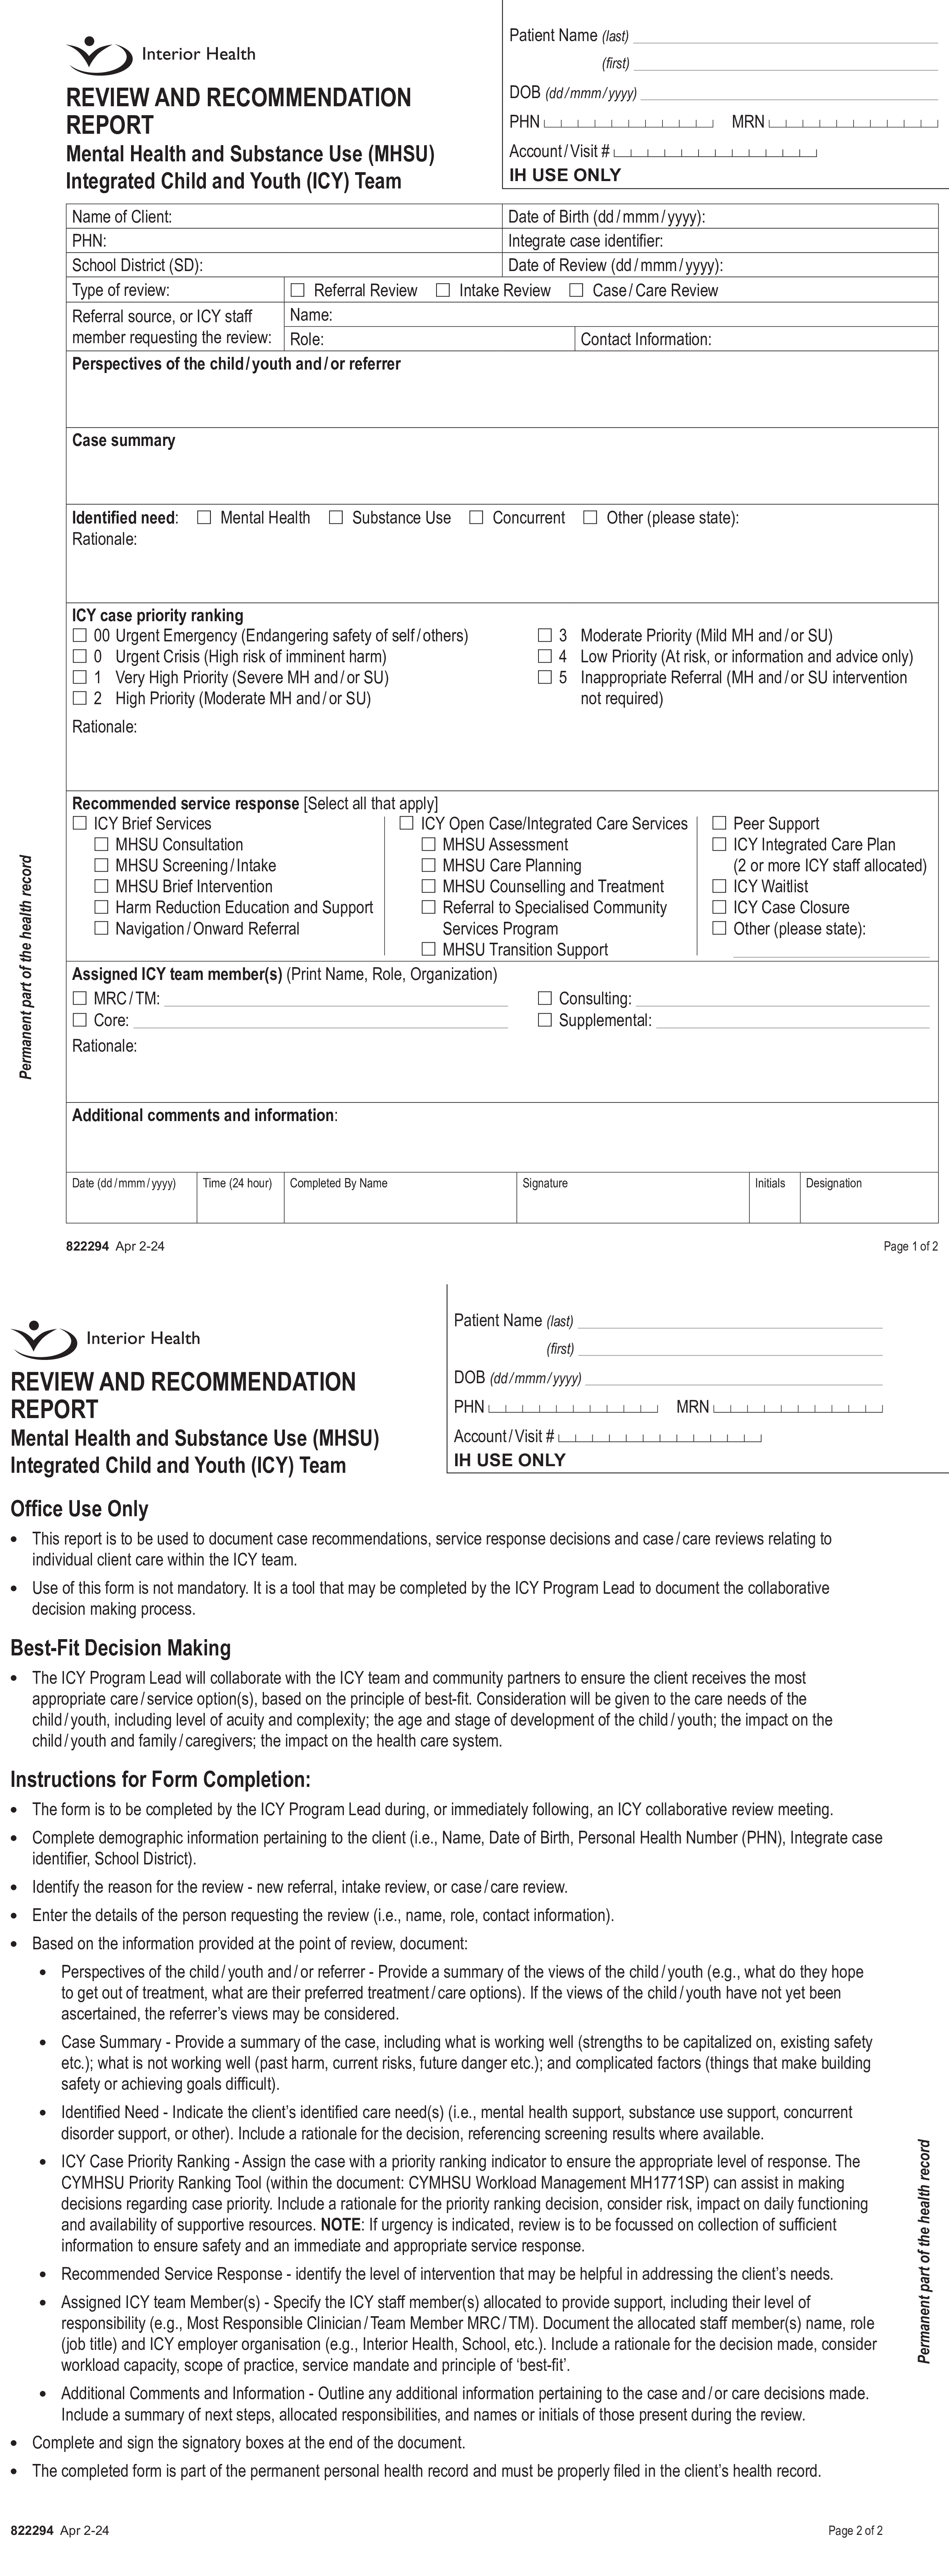 Interior Health
REVIEW AND RECOMMENDATION
REPORT
Mental Health and Substance Use (MHSU)
Integrated Child and Youth (ICY) Team
Patient Name (last)
(first)
DOB (dd/mmm/yyyy)
PHN MRN
Account/Visit #
IH USE ONLY
Name of Client: Date of Birth (dd/mmm/yyyy):
PHN: Integrate case identifier:
School District (SD): Date of Review (dd/mmm/yyyy):
Type of review: ☐ Referral Review ☐ Intake Review ☐ Case/Care Review
Referral source, or ICY staff
member requesting the review:
Name:
Role: Contact Information:
Perspectives of the child/youth and/or referrer
Case summary
Identified need: ☐ Mental Health ☐ Substance Use ☐ Concurrent ☐ Other (please state):
Rationale:
ICY case priority ranking
☐ 00 Urgent Emergency (Endangering safety of self/others)
☐ 0 Urgent Crisis (High risk of imminent harm)
☐ 1 Very High Priority (Severe MH and/or SU)
☐ 2 High Priority (Moderate MH and/or SU)
☐ 3 Moderate Priority (Mild MH and/or SU)
☐ 4 Low Priority (At risk, or information and advice only)
☐ 5 Inappropriate Referral (MH and/or SU intervention
not required)
Rationale:
Recommended service response [Select all that apply]
☐ ICY Brief Services
☐ MHSU Consultation
☐ MHSU Screening/Intake
☐ MHSU Brief Intervention
☐ Harm Reduction Education and Support
☐ Navigation/Onward Referral
☐ ICY Open Case/Integrated Care Services
☐ MHSU Assessment
☐ MHSU Care Planning
☐ MHSU Counselling and Treatment
☐ Referral to Specialised Community
Services Program
☐ MHSU Transition Support
☐ Peer Support
☐ ICY Integrated Care Plan
(2 or more ICY staff allocated)
☐ ICY Waitlist
☐ ICY Case Closure
☐ Other (please state):
Assigned ICY team member(s) (Print Name, Role, Organization)
☐ MRC/TM: ☐ Consulting:
☐ Core: ☐ Supplemental:
Rationale:
Additional comments and information:
Date (dd/mmm/yyyy) Time (24 hour) Completed By Name Signature Initials Designation
Permanent part of the health record
822294 Apr 2-24 Page 1 of 2
Interior Health
REVIEW AND RECOMMENDATION
REPORT
Mental Health and Substance Use (MHSU)
Integrated Child and Youth (ICY) Team
Patient Name (last)
(first)
DOB (dd/mmm/yyyy)
PHN MRN
Account/Visit #
IH USE ONLY
Office Use Only
• This report is to be used to document case recommendations, service response decisions and case/care reviews relating to
individual client care within the ICY team.
• Use of this form is not mandatory. It is a tool that may be completed by the ICY Program Lead to document the collaborative
decision making process.
Best-Fit Decision Making
• The ICY Program Lead will collaborate with the ICY team and community partners to ensure the client receives the most
appropriate care/service option(s), based on the principle of best-fit. Consideration will be given to the care needs of the
child/youth, including level of acuity and complexity; the age and stage of development of the child/youth; the impact on the
child/youth and family/caregivers; the impact on the health care system.
Instructions for Form Completion:
• The form is to be completed by the ICY Program Lead during, or immediately following, an ICY collaborative review meeting.
• Complete demographic information pertaining to the client (i.e., Name, Date of Birth, Personal Health Number (PHN), Integrate case
identifier, School District).
• Identify the reason for the review - new referral, intake review, or case/care review.
• Enter the details of the person requesting the review (i.e., name, role, contact information).
• Based on the information provided at the point of review, document:
• Perspectives of the child/youth and/or referrer - Provide a summary of the views of the child/youth (e.g., what do they hope
to get out of treatment, what are their preferred treatment/care options). If the views of the child/youth have not yet been
ascertained, the referrer's views may be considered.
• Case Summary - Provide a summary of the case, including what is working well (strengths to be capitalized on, existing safety
etc.); what is not working well (past harm, current risks, future danger etc.); and complicated factors (things that make building
safety or achieving goals difficult).
• Identified Need - Indicate the client's identified care need(s) (i.e., mental health support, substance use support, concurrent
disorder support, or other). Include a rationale for the decision, referencing screening results where available.
• ICY Case Priority Ranking - Assign the case with a priority ranking indicator to ensure the appropriate level of response. The
CYMHSU Priority Ranking Tool (within the document: CYMHSU Workload Management MH1771SP) can assist in making
decisions regarding case priority. Include a rationale for the priority ranking decision, consider risk, impact on daily functioning
and availability of supportive resources. NOTE: If urgency is indicated, review is to be focussed on collection of sufficient
information to ensure safety and an immediate and appropriate service response.
• Recommended Service Response - identify the level of intervention that may be helpful in addressing the client's needs.
• Assigned ICY team Member(s) - Specify the ICY staff member(s) allocated to provide support, including their level of
responsibility (e.g., Most Responsible Clinician/Team Member MRC/TM). Document the allocated staff member(s) name, role
(job title) and ICY employer organisation (e.g., Interior Health, School, etc.). Include a rationale for the decision made, consider
workload capacity, scope of practice, service mandate and principle of 'best-fit'.
• Additional Comments and Information - Outline any additional information pertaining to the case and/or care decisions made.
Include a summary of next steps, allocated responsibilities, and names or initials of those present during the review.
• Complete and sign the signatory boxes at the end of the document.
• The completed form is part of the permanent personal health record and must be properly filed in the client's health record.
Permanent part of the health record
822294 Apr 2-24 Page 2 of 2